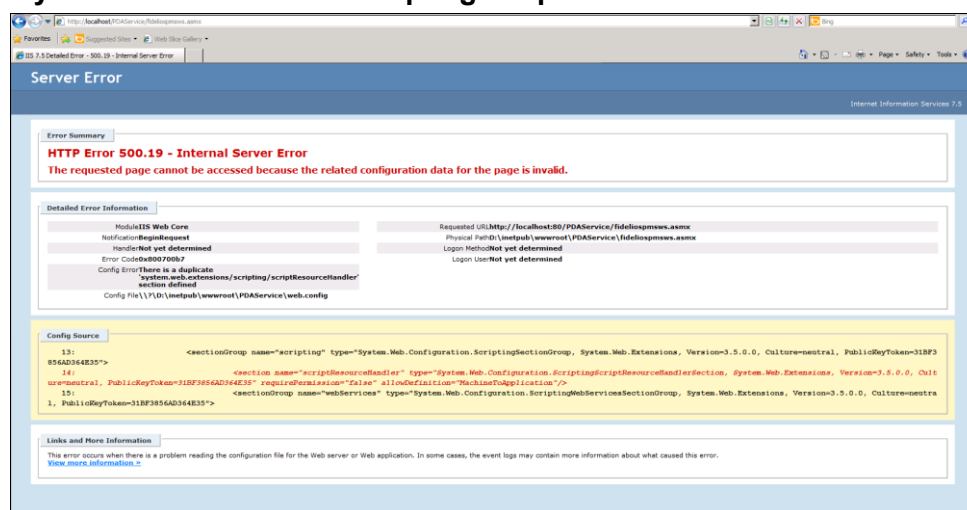 http://localhost/PDAService/fideliospmsws.asmx
Bing
Favorites
Suggested Sites
Web Slice Gallery
IIS 7.5 Detailed Error - 500.19 - Internal Server Error
Page
Safety
Tools
Server Error
Internet Information Services 7.5
Error Summary
HTTP Error 500.19 - Internal Server Error
The requested page cannot be accessed because the related configuration data for the page is invalid.
Detailed Error Information
Module IIS Web Core
Notification BeginRequest
Handler Not yet determined
Error Code 0x800700b7
Config Error There is a duplicate
'system.web.extensions/scripting/scriptResourceHandler'
section defined
Config File \\?\D:\inetpub\wwwroot\PDAService\web.config
Requested URL http://localhost:80/PDAService/fideliospmsws.asmx
Physical Path D:\inetpub\wwwroot\PDAService\fideliospmsws.asmx
Logon Method Not yet determined
Logon User Not yet determined
Config Source
13: <sectionGroup name="scripting" type="System.Web.Configuration.ScriptingSectionGroup, System.Web.Extensions, Version=3.5.0.0, Culture=neutral, PublicKeyToken=31BF3
856AD364E35">
14: <section name="scriptResourceHandler" type="System.Web.Configuration.ScriptingScriptResourceHandlerSection, System.Web.Extensions, Version=3.5.0.0, Cult
ure=neutral, PublicKeyToken=31BF3856AD364E35" requirePermission="false" allowDefinition="MachineToApplication"/>
15: <sectionGroup name="webServices" type="System.Web.Configuration.ScriptingWebServicesSectionGroup, System.Web.Extensions, Version=3.5.0.0, Culture=neutra
l, PublicKeyToken=31BF3856AD364E35">
Links and More Information
This error occurs when there is a problem reading the configuration file for the Web server or Web application. In some cases, the event logs may contain more information about what caused this error.
View more information »